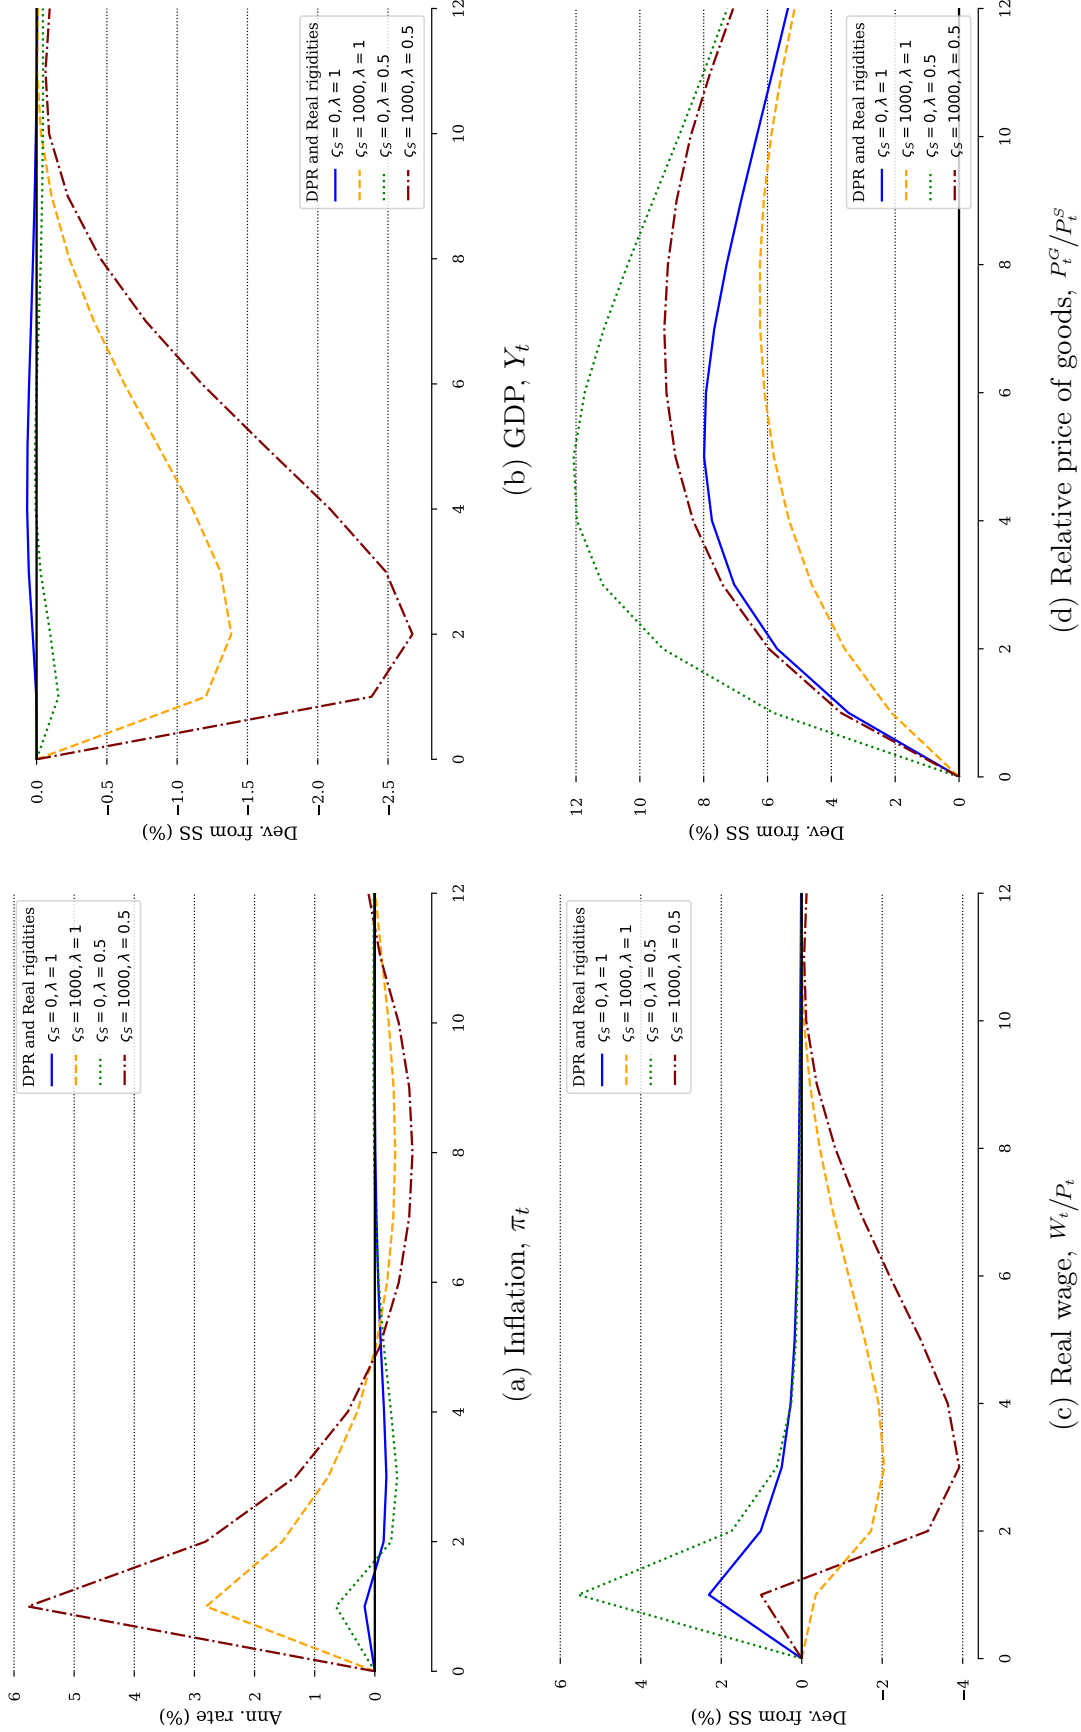 6
5
4
3
2
1
0
Ann. rate (%)
DPR and Real rigidities
ςS = 0, λ = 1
ςS = 1000, λ = 1
ςS = 0, λ = 0.5
ςS = 1000, λ = 0.5
0 2 4 6 8 10 12
(a) Inflation, πt
0.0
−0.5
−1.0
−1.5
−2.0
−2.5
Dev. from SS (%)
DPR and Real rigidities
ςS = 0, λ = 1
ςS = 1000, λ = 1
ςS = 0, λ = 0.5
ςS = 1000, λ = 0.5
0 2 4 6 8 10 12
(b) GDP, Yt
6
4
2
0
−2
−4
Dev. from SS (%)
DPR and Real rigidities
ςS = 0, λ = 1
ςS = 1000, λ = 1
ςS = 0, λ = 0.5
ςS = 1000, λ = 0.5
0 2 4 6 8 10 12
(c) Real wage, Wt/Pt
12
10
8
6
4
2
0
Dev. from SS (%)
DPR and Real rigidities
ςS = 0, λ = 1
ςS = 1000, λ = 1
ςS = 0, λ = 0.5
ςS = 1000, λ = 0.5
0 2 4 6 8 10 12
(d) Relative price of goods, PtG/PtS